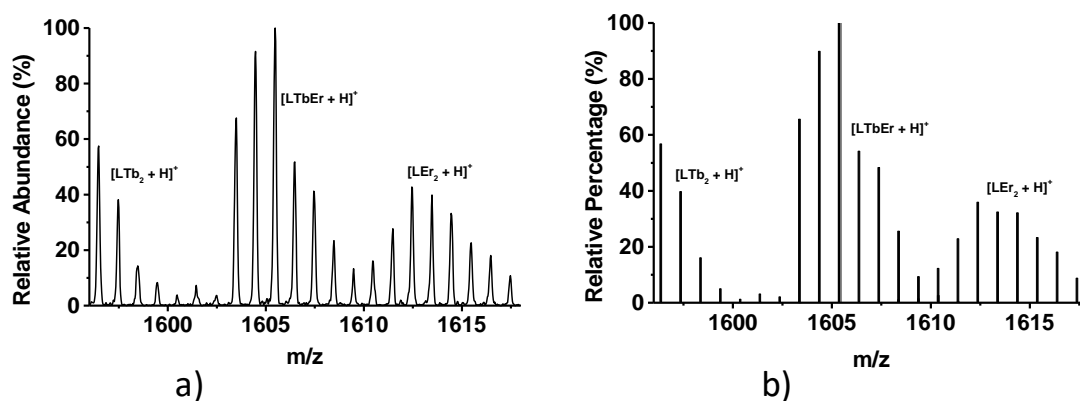 100
80
60
40
20
0
Relative Abundance (%)
[LTb₂ + H]⁺
[LTbEr + H]⁺
[LEr₂ + H]⁺
1600
1605
1610
1615
m/z
a)
100
80
60
40
20
0
Relative Percentage (%)
[LTb₂ + H]⁺
[LTbEr + H]⁺
[LEr₂ + H]⁺
1600
1605
1610
1615
m/z
b)